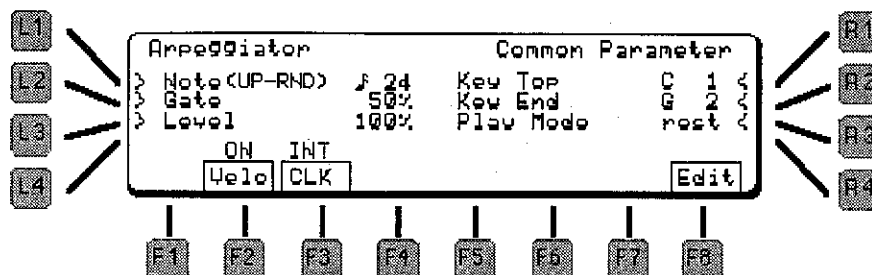 L1
L2
L3
L4
Arpeggiator Common Parameter
Note(UP-RND) ♪ 24 Key Top C 1
Gate 50% Key End G 2
Level 100% Play Mode rest
ON INT
Velo CLK Edit
R1
R2
R3
R4
F1 F2 F3 F4 F5 F6 F7 F8